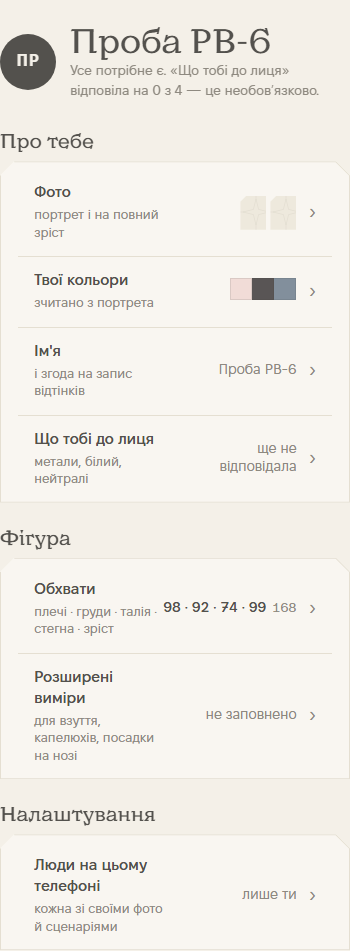 ПР
Проба РВ-6
Усе потрібне є. «Що тобі до лиця»
відповіла на 0 з 4 — це необов'язково.
Про тебе
Фото
портрет і на повний
зріст
Твої кольори
зчитано з портрета
Ім'я
і згода на запис
відтінків
Проба РВ-6
Що тобі до лиця
метали, білий,
нейтралі
ще не
відповідала
Фігура
Обхвати
плечі · груди · талія ·
стегна · зріст
98 · 92 · 74 · 99 168
Розширені
виміри
для взуття,
капелюхів, посадки
на нозі
не заповнено
Налаштування
Люди на цьому
телефоні
кожна зі своїми фото
й сценаріями
лише ти